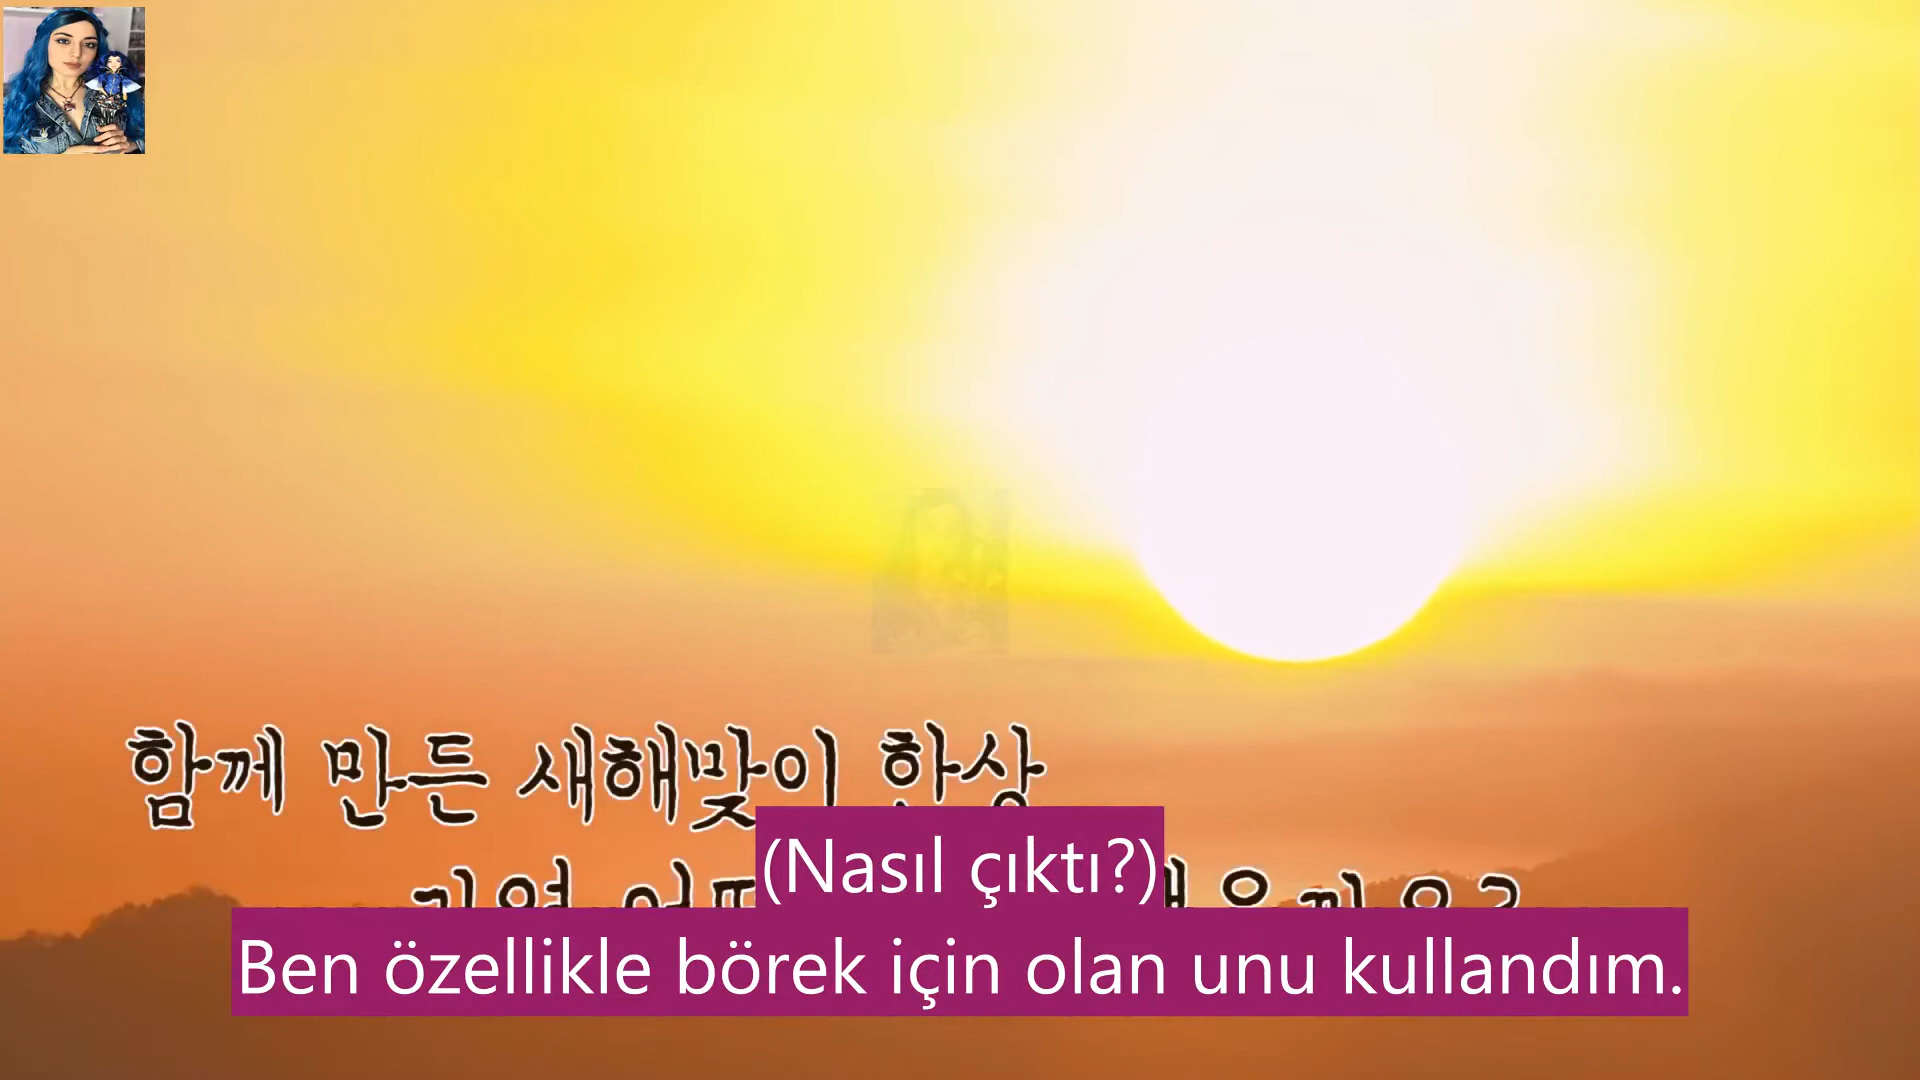 함께 만든 새해맞이 한상
(Nasıl çıktı?)
Ben özellikle börek için olan unu kullandım.